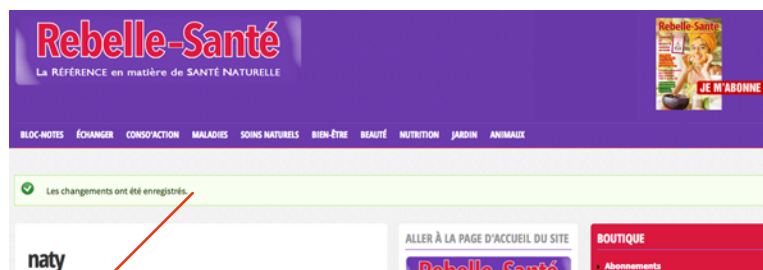 Rebelle-Santé
La RÉFÉRENCE en matière de SANTÉ NATURELLE
Rebelle-Santé
JE M'ABONNE
BLOC-NOTES ÉCHANGER CONSO'ACTION MALADIES SOINS NATURELS BIEN-ÊTRE BEAUTÉ NUTRITION JARDIN ANIMAUX
Les changements ont été enregistrés.
naty
ALLER À LA PAGE D'ACCUEIL DU SITE
Rebelle-Santé
BOUTIQUE
Abonnements